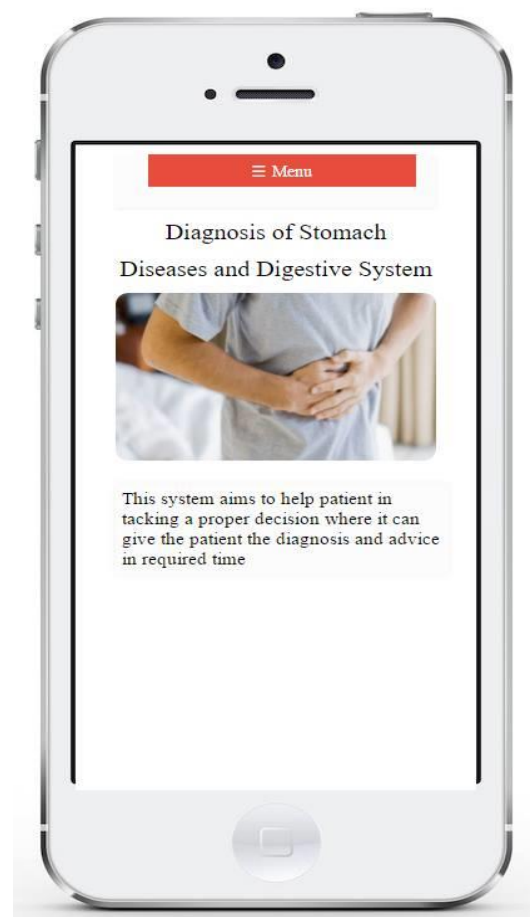 ☰ Menu
Diagnosis of Stomach
Diseases and Digestive System
This system aims to help patient in
tacking a proper decision where it can
give the patient the diagnosis and advice
in required time